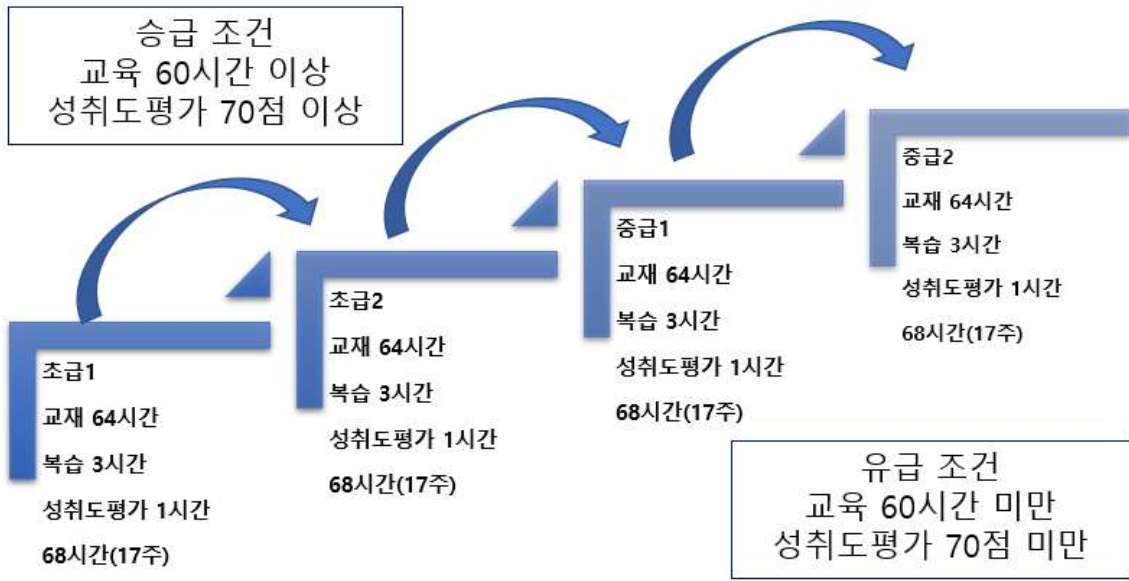 승급 조건
교육 60시간 이상
성취도평가 70점 이상
초급1
교재 64시간
복습 3시간
성취도평가 1시간
68시간(17주)
초급2
교재 64시간
복습 3시간
성취도평가 1시간
68시간(17주)
중급1
교재 64시간
복습 3시간
성취도평가 1시간
68시간(17주)
중급2
교재 64시간
복습 3시간
성취도평가 1시간
68시간(17주)
유급 조건
교육 60시간 미만
성취도평가 70점 미만